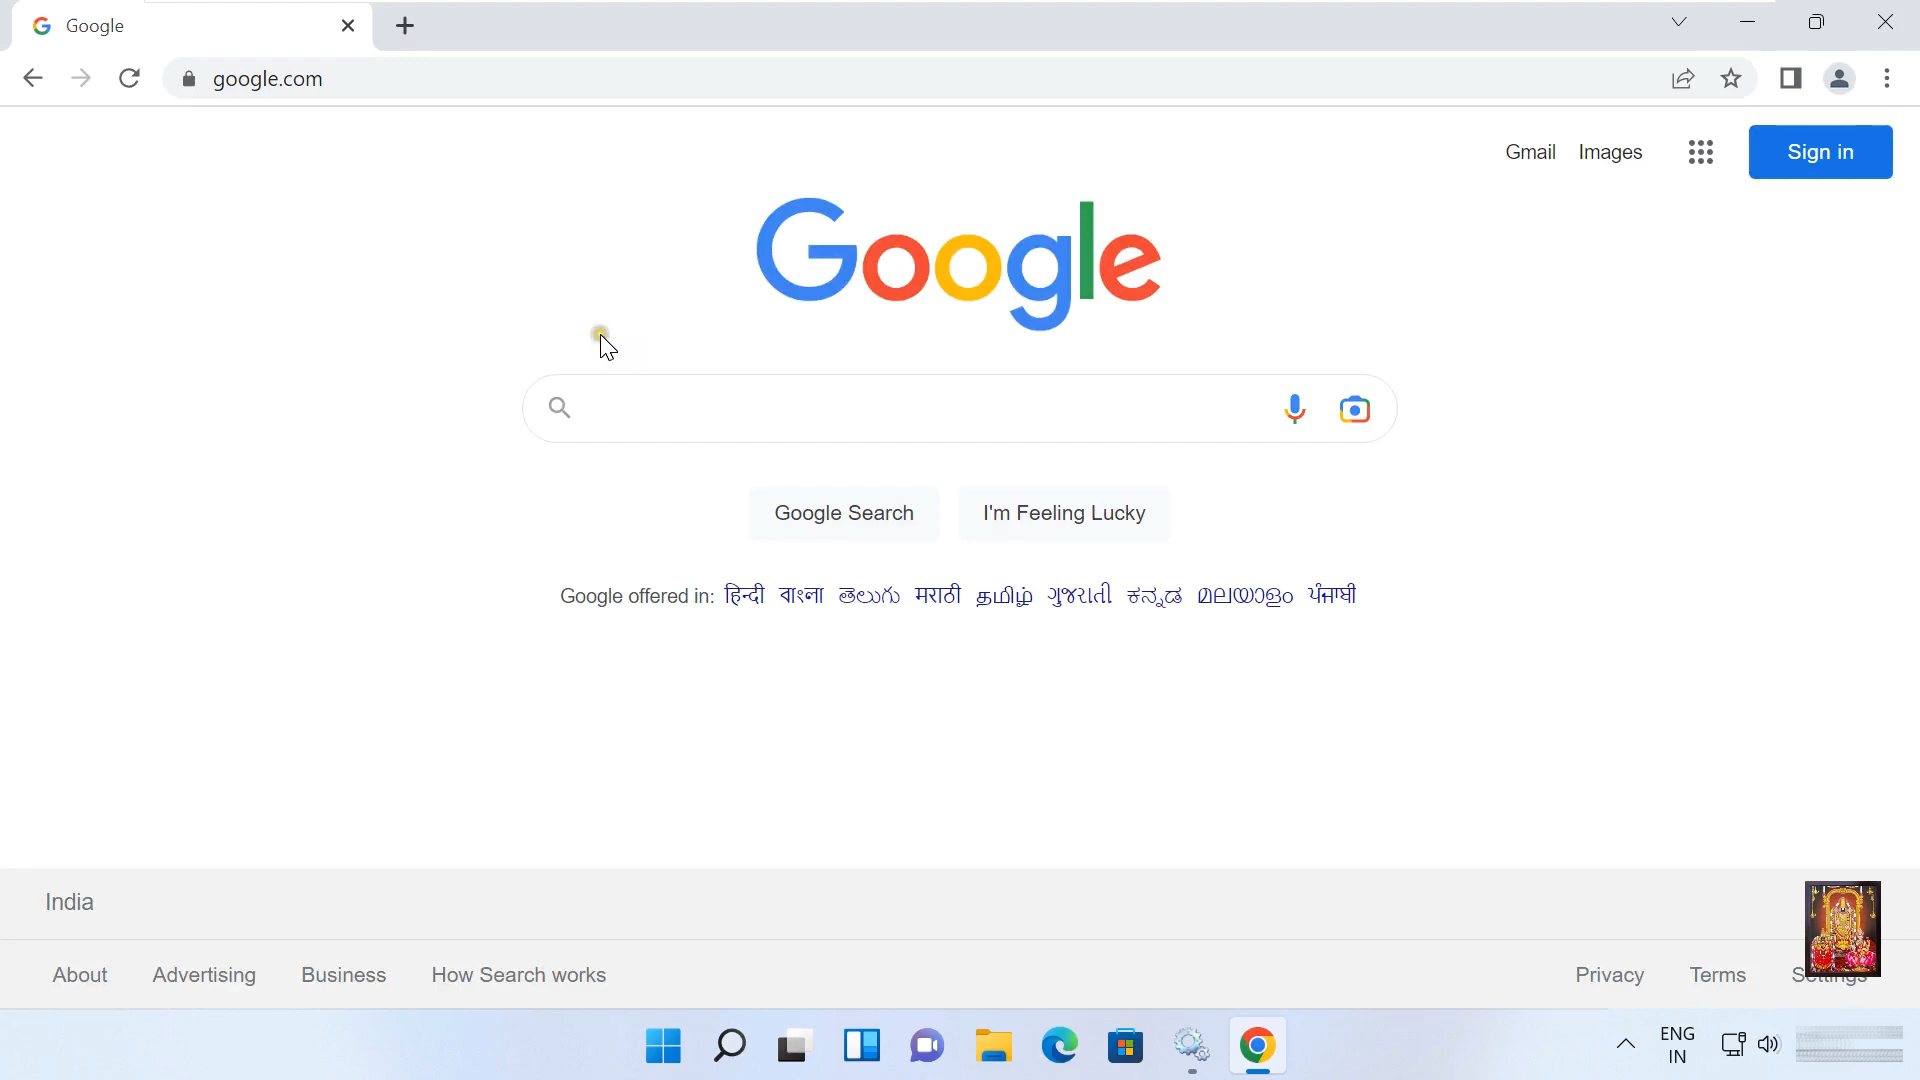 Google
google.com
Gmail Images Sign in
Google
Google Search I'm Feeling Lucky
Google offered in: हिन्दी বাংলা తెలుగు मराठी தமிழ் ગુજરાતી ಕನ್ನಡ മലയാളം ਪੰਜਾਬੀ
India
About Advertising Business How Search works Privacy Terms Settings
ENG
IN